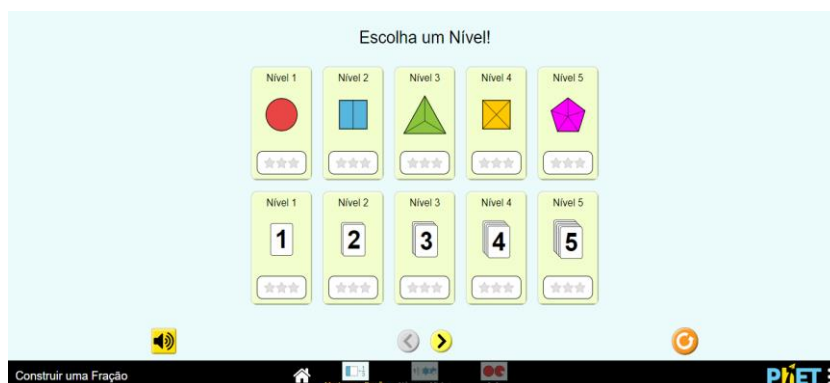 Escolha um Nível!
Nível 1 Nível 2 Nível 3 Nível 4 Nível 5
Nível 1 Nível 2 Nível 3 Nível 4 Nível 5
1 2 3 4 5
Construir uma Fração
PhET